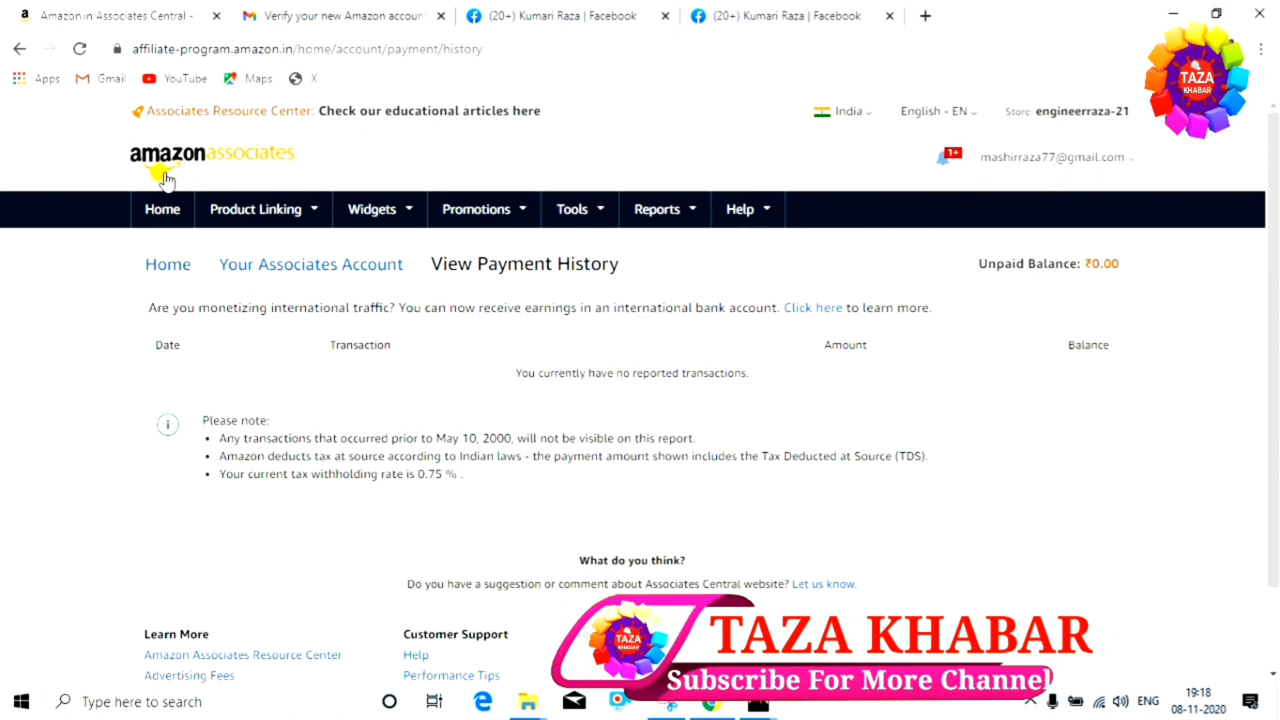 Amazon.in Associates Central -
Verify your new Amazon accoun
(20+) Kumari Raza | Facebook
(20+) Kumari Raza | Facebook
affiliate-program.amazon.in/home/account/payment/history
Apps
Gmail
YouTube
Maps
X
TAZA
KHABAR
Associates Resource Center: Check our educational articles here
India
English - EN
Store: engineerraza-21
amazonassociates
1+
mashirraza77@gmail.com
Home
Product Linking
Widgets
Promotions
Tools
Reports
Help
Home
Your Associates Account
View Payment History
Unpaid Balance: ₹0.00
Are you monetizing international traffic? You can now receive earnings in an international bank account. Click here to learn more.
Date
Transaction
Amount
Balance
You currently have no reported transactions.
Please note:
• Any transactions that occurred prior to May 10, 2000, will not be visible on this report.
• Amazon deducts tax at source according to Indian laws - the payment amount shown includes the Tax Deducted at Source (TDS).
• Your current tax withholding rate is 0.75 % .
What do you think?
Do you have a suggestion or comment about Associates Central website? Let us know.
Learn More
Customer Support
Amazon Associates Resource Center
Help
Advertising Fees
Performance Tips
TAZA
KHABAR
TAZA KHABAR
Subscribe For More Channel
Type here to search
ENG
19:18
08-11-2020